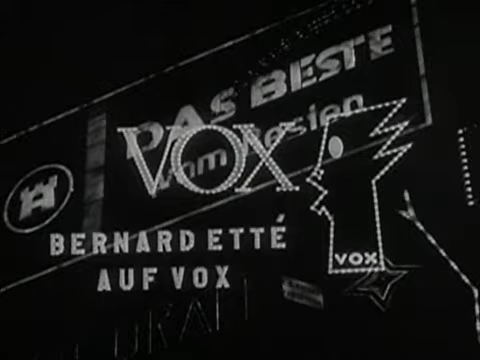 DAS BESTE
vom Besten
VOX
VOX
BERNARD ETTÉ
AUF VOX